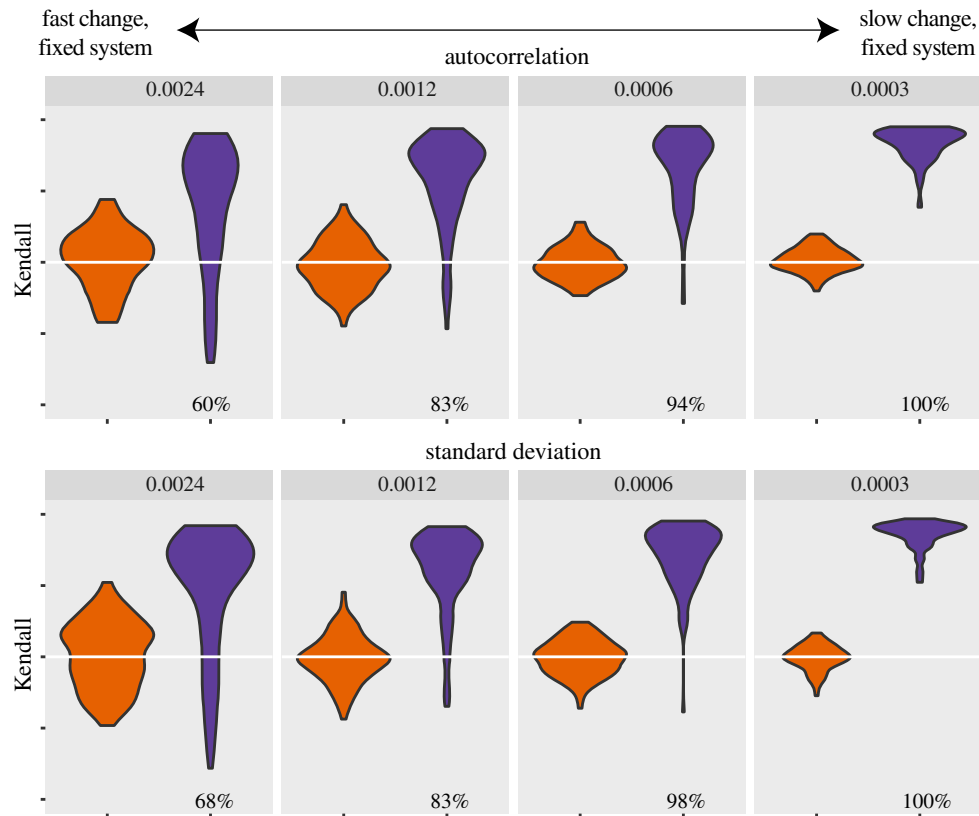 fast change,
fixed system
slow change,
fixed system
autocorrelation
0.0024 0.0012 0.0006 0.0003
Kendall
60% 83% 94% 100%
standard deviation
0.0024 0.0012 0.0006 0.0003
Kendall
68% 83% 98% 100%